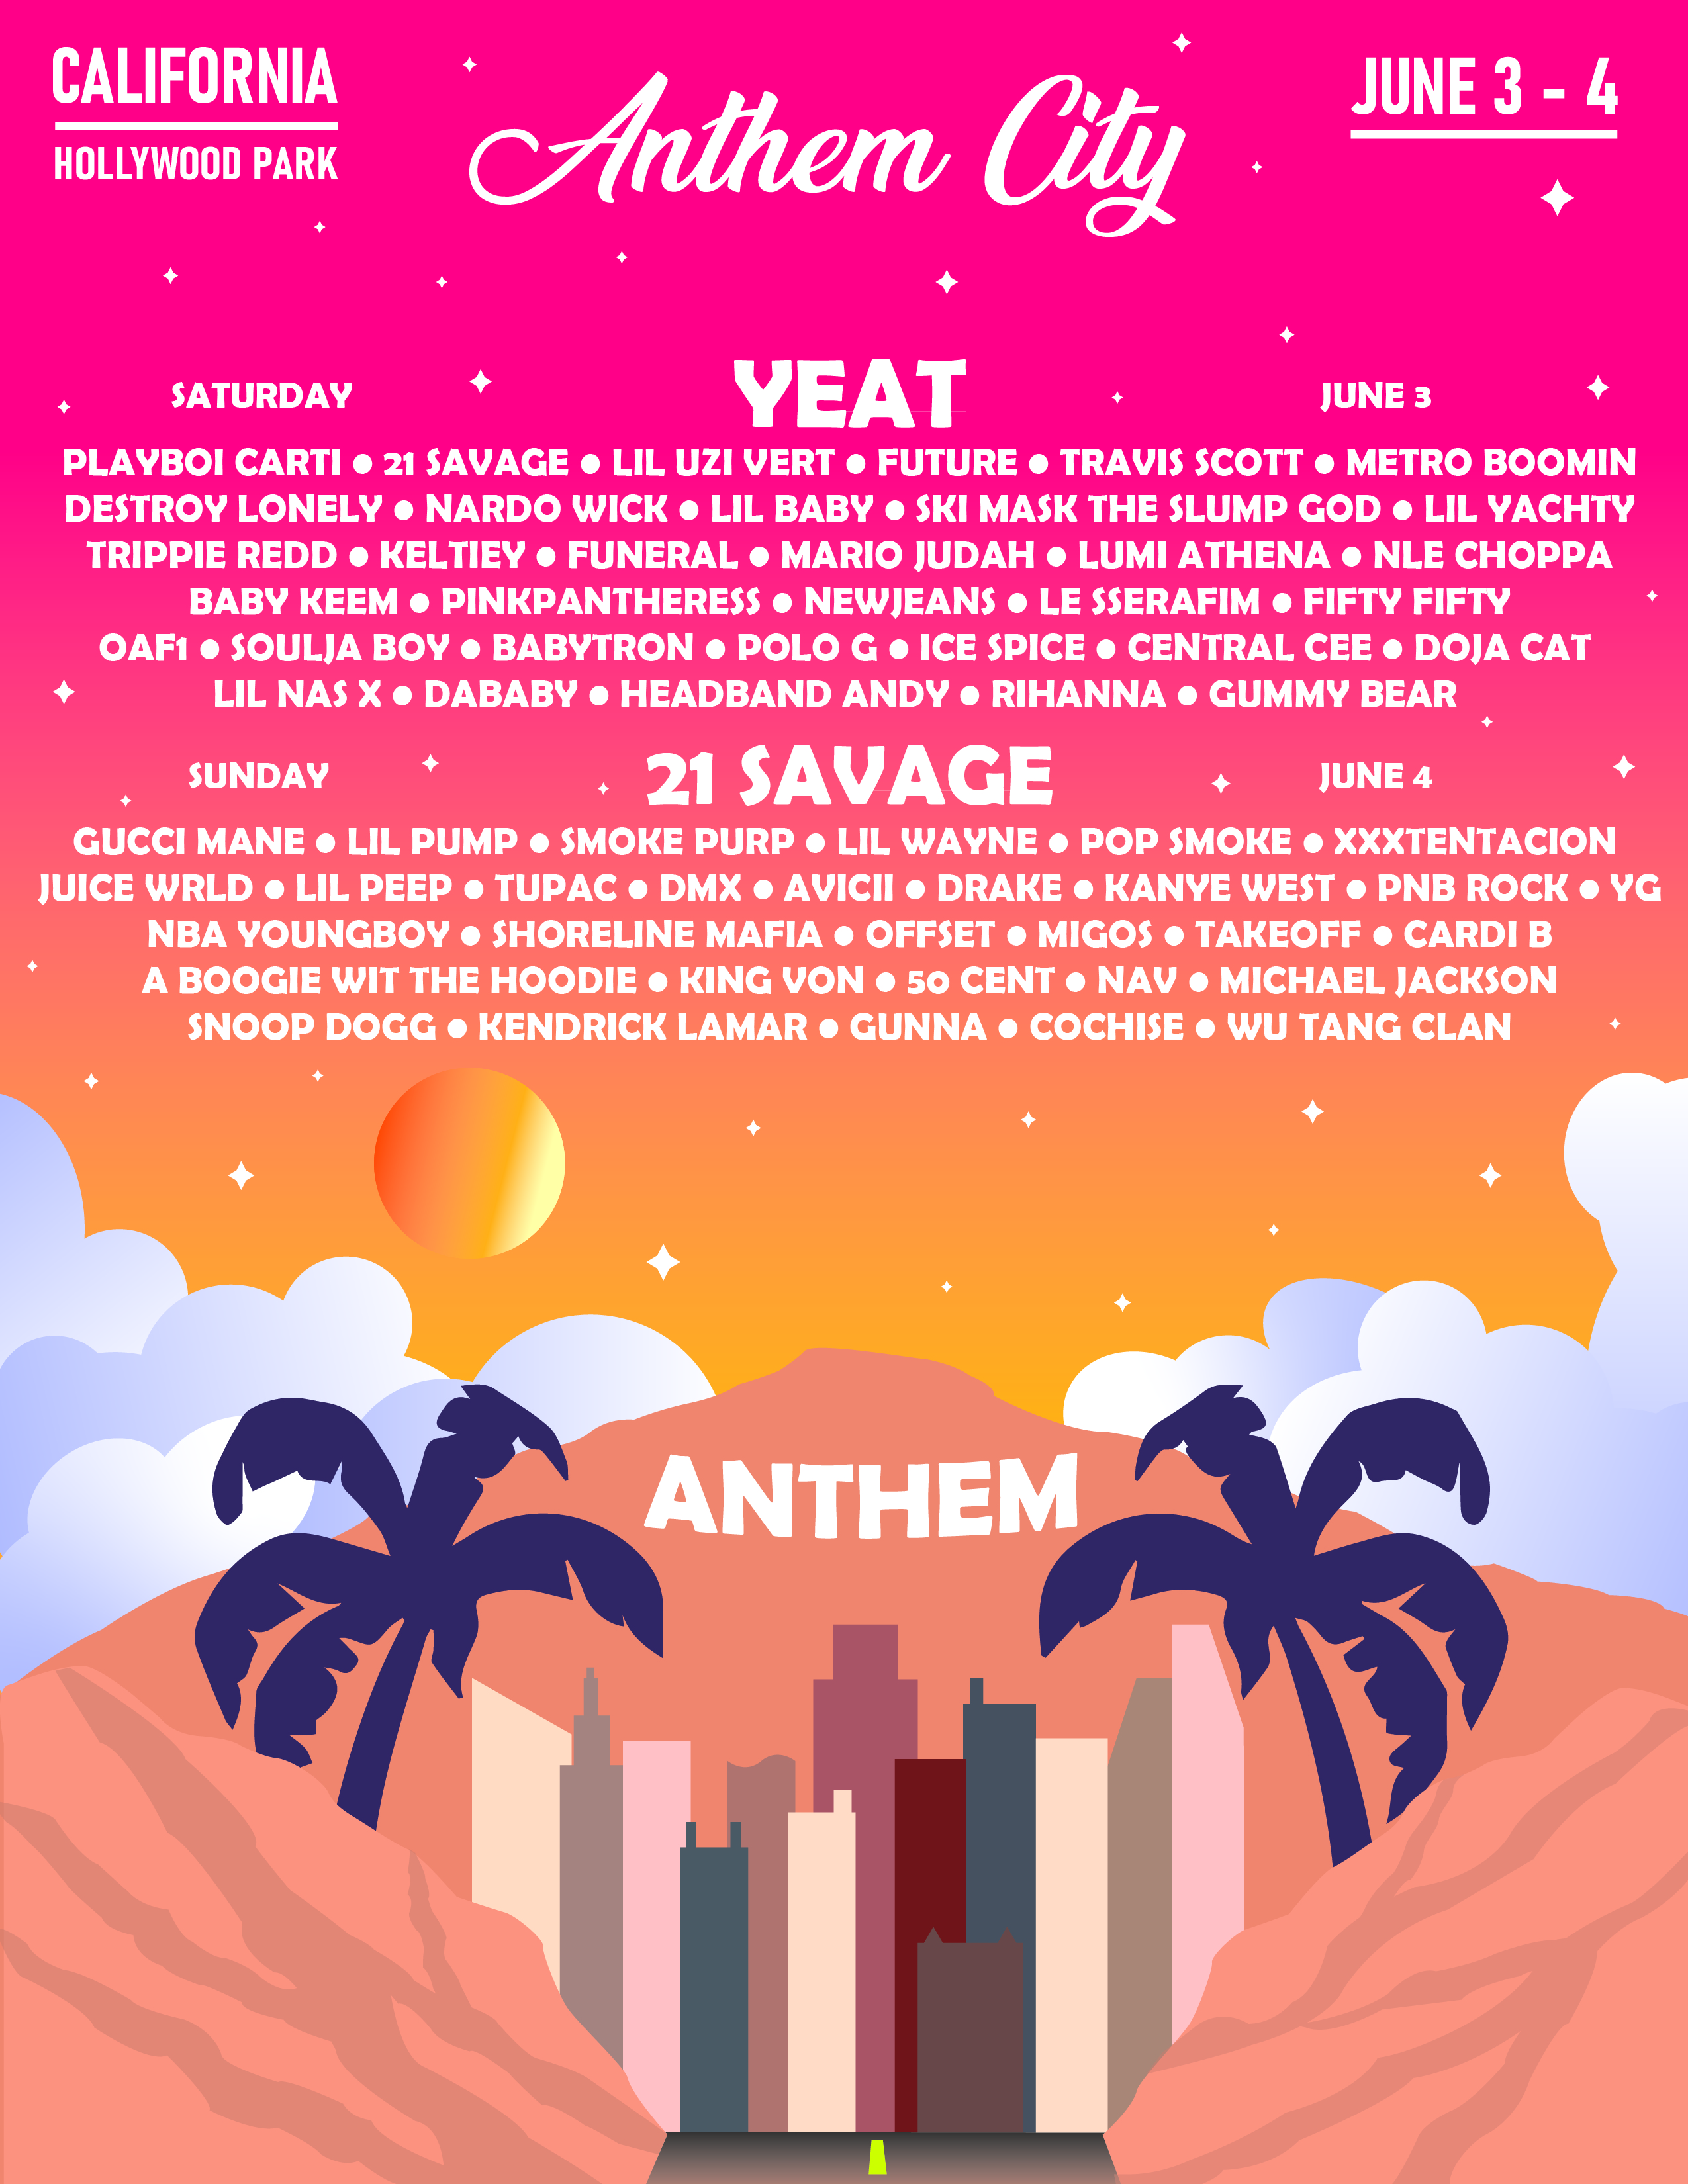 CALIFORNIA
HOLLYWOOD PARK
Anthem City
JUNE 3 - 4
SATURDAY
YEAT
JUNE 3
PLAYBOI CARTI ● 21 SAVAGE ● LIL UZI VERT ● FUTURE ● TRAVIS SCOTT ● METRO BOOMIN
DESTROY LONELY ● NARDO WICK ● LIL BABY ● SKI MASK THE SLUMP GOD ● LIL YACHTY
TRIPPIE REDD ● KELTIEY ● FUNERAL ● MARIO JUDAH ● LUMI ATHENA ● NLE CHOPPA
BABY KEEM ● PINKPANTHERESS ● NEWJEANS ● LE SSERAFIM ● FIFTY FIFTY
OAF1 ● SOULJA BOY ● BABYTRON ● POLO G ● ICE SPICE ● CENTRAL CEE ● DOJA CAT
LIL NAS X ● DABABY ● HEADBAND ANDY ● RIHANNA ● GUMMY BEAR
SUNDAY
21 SAVAGE
JUNE 4
GUCCI MANE ● LIL PUMP ● SMOKE PURP ● LIL WAYNE ● POP SMOKE ● XXXTENTACION
JUICE WRLD ● LIL PEEP ● TUPAC ● DMX ● AVICII ● DRAKE ● KANYE WEST ● PNB ROCK ● YG
NBA YOUNGBOY ● SHORELINE MAFIA ● OFFSET ● MIGOS ● TAKEOFF ● CARDI B
A BOOGIE WIT THE HOODIE ● KING VON ● 50 CENT ● NAV ● MICHAEL JACKSON
SNOOP DOGG ● KENDRICK LAMAR ● GUNNA ● COCHISE ● WU TANG CLAN
ANTHEM